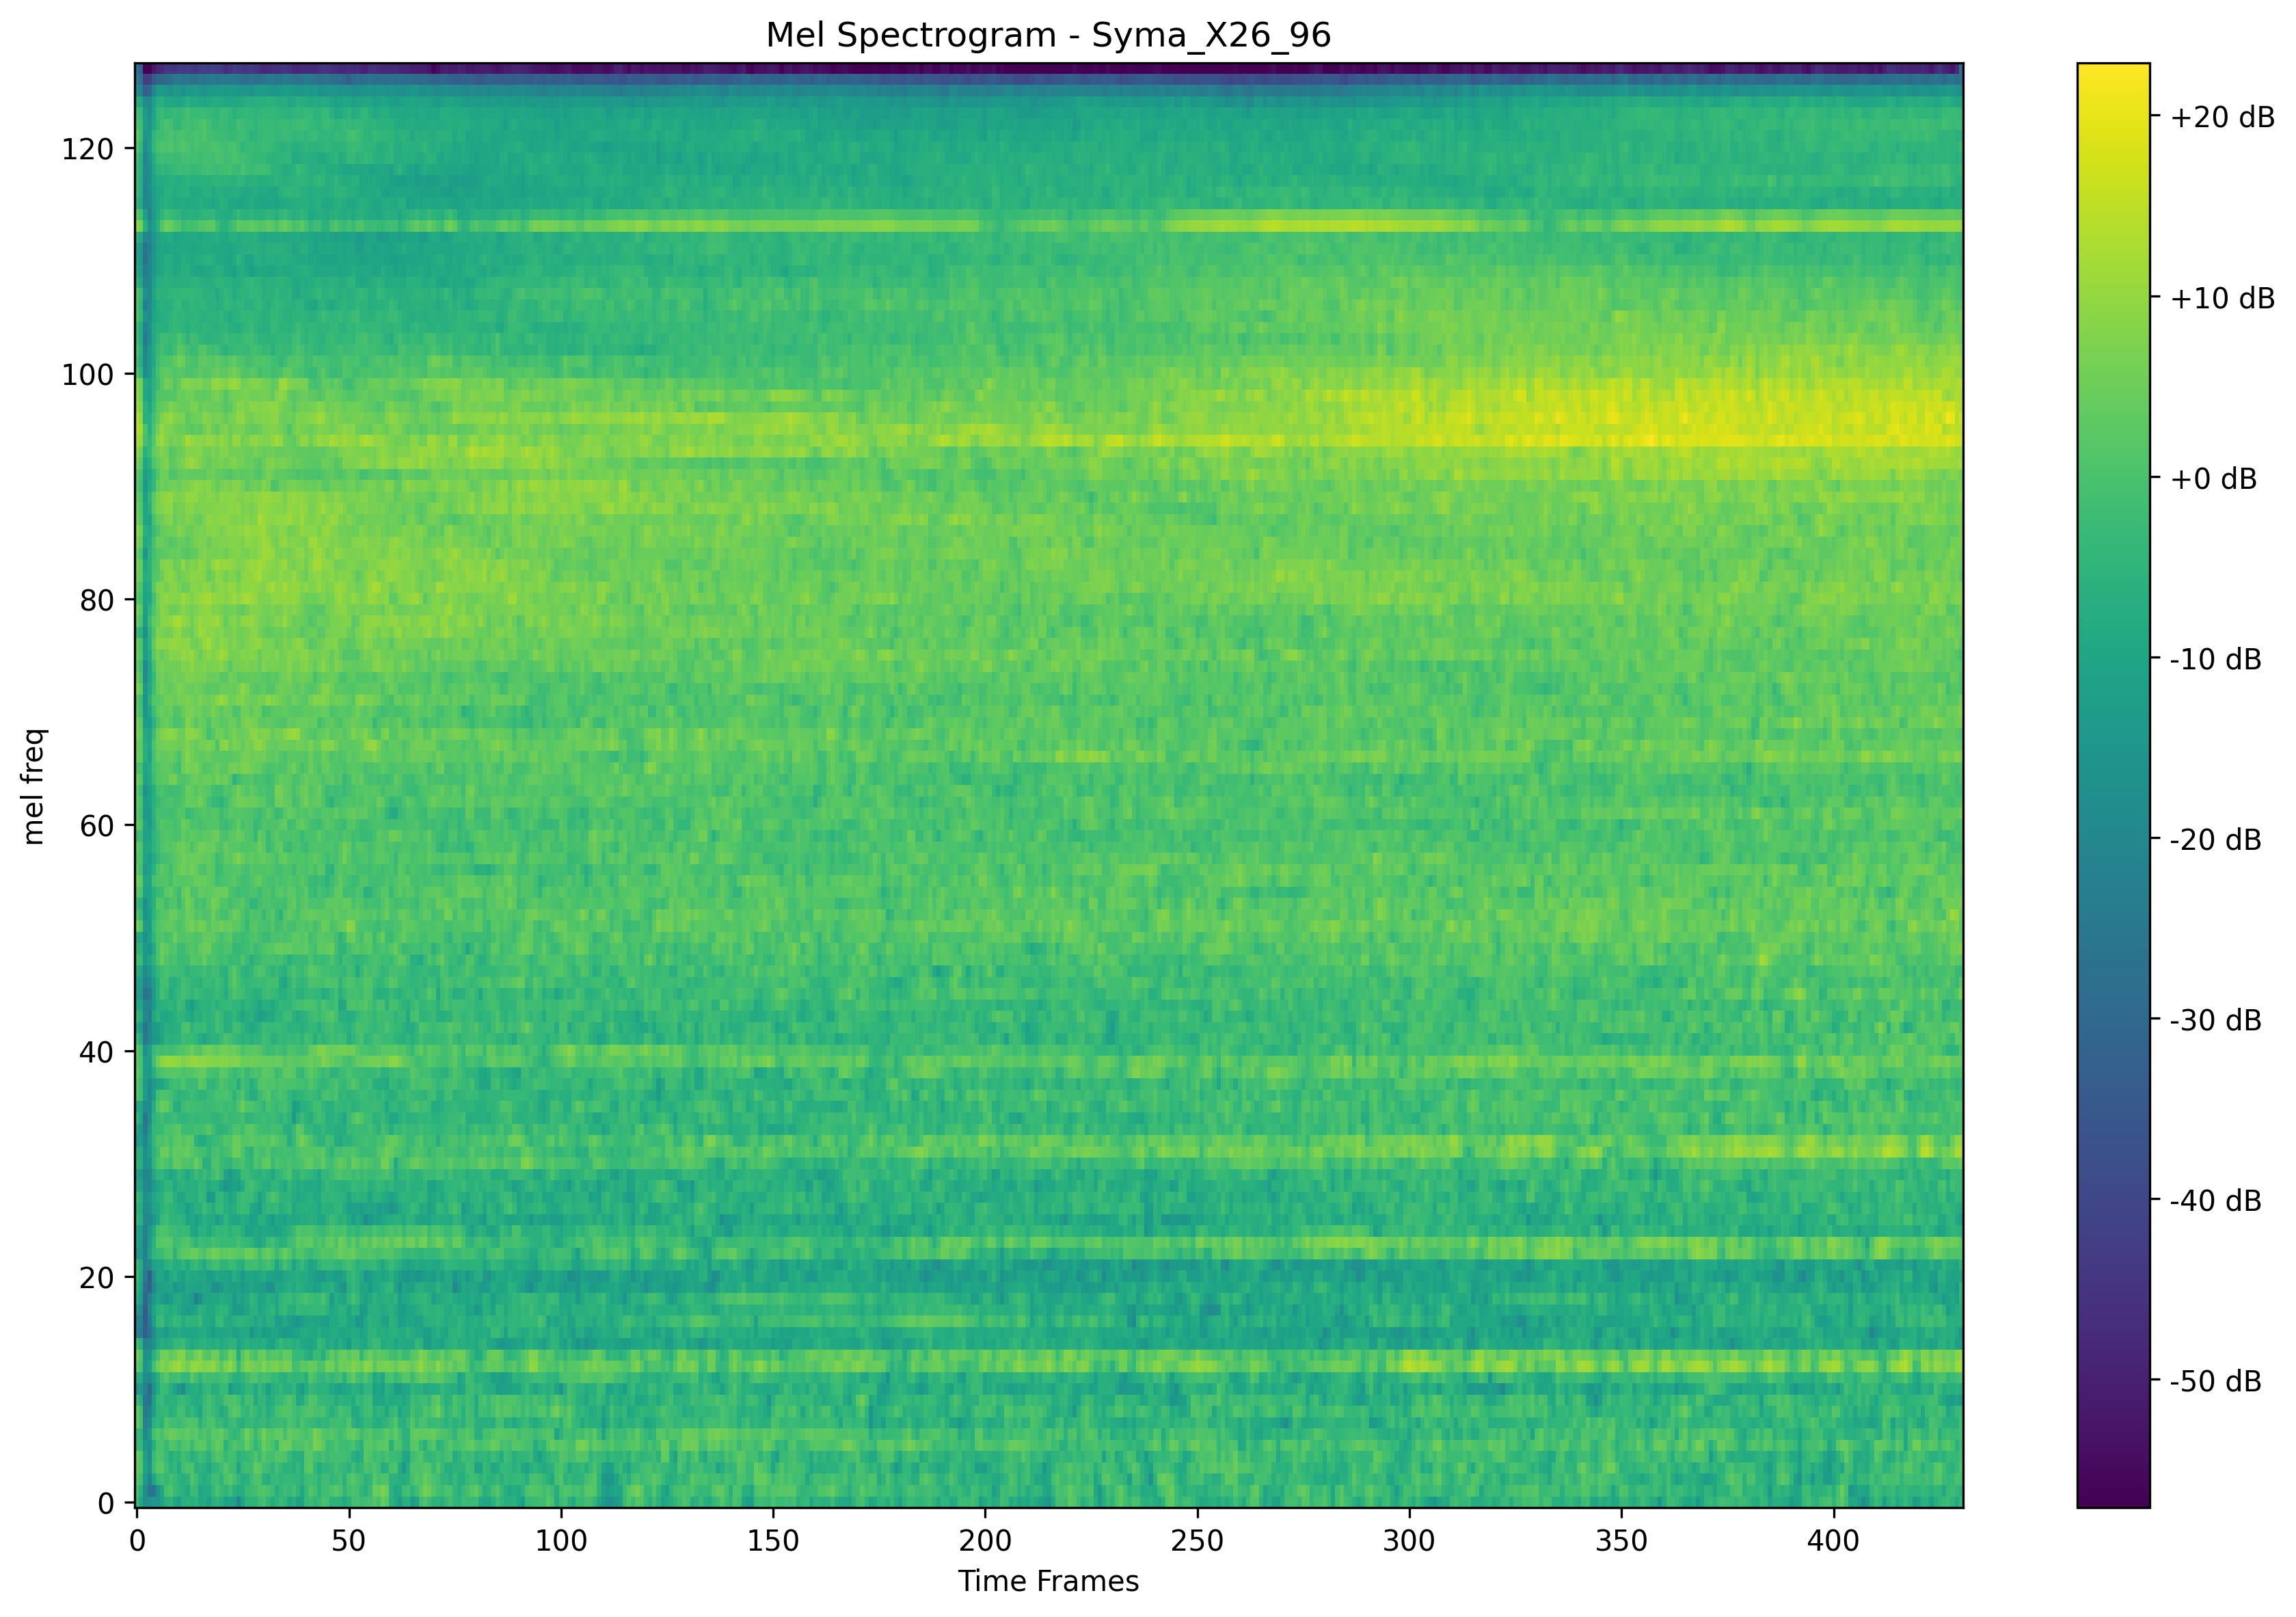 Mel Spectrogram - Syma_X26_96
mel freq
120
100
80
60
40
20
0
0 50 100 150 200 250 300 350 400
Time Frames
+20 dB
+10 dB
+0 dB
-10 dB
-20 dB
-30 dB
-40 dB
-50 dB